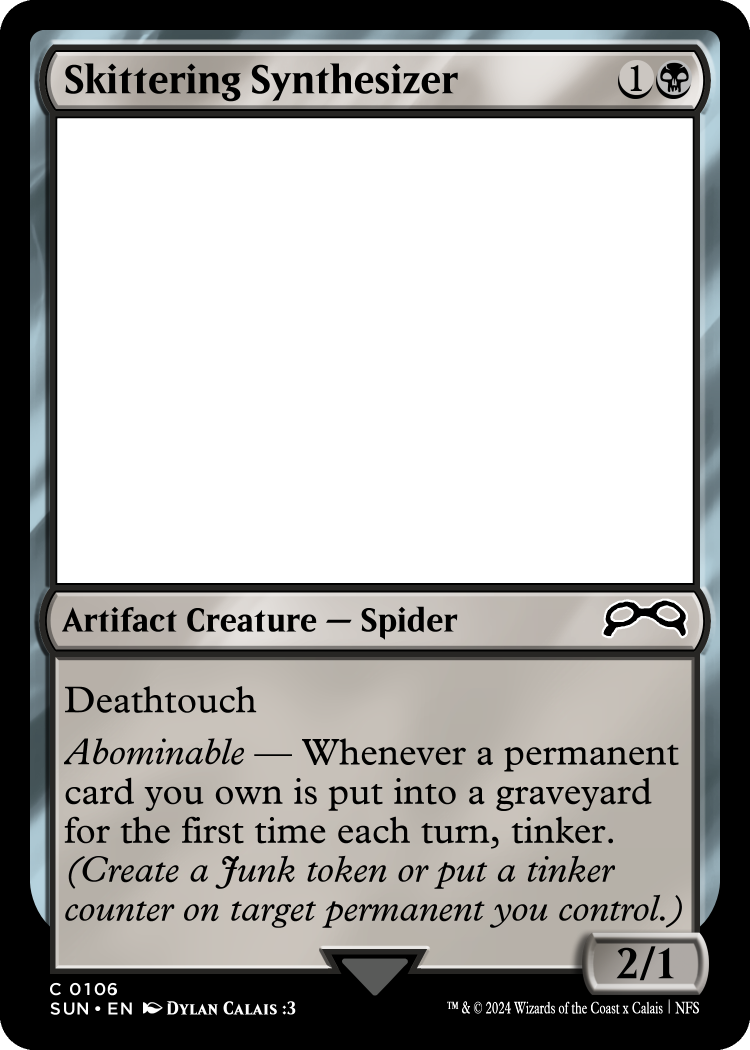 Skittering Synthesizer 1
Artifact Creature — Spider
Deathtouch
Abominable — Whenever a permanent
card you own is put into a graveyard
for the first time each turn, tinker.
(Create a Junk token or put a tinker
counter on target permanent you control.)
2/1
C 0106
SUN • EN Dylan Calais :3
™ & © 2024 Wizards of the Coast x Calais | NFS